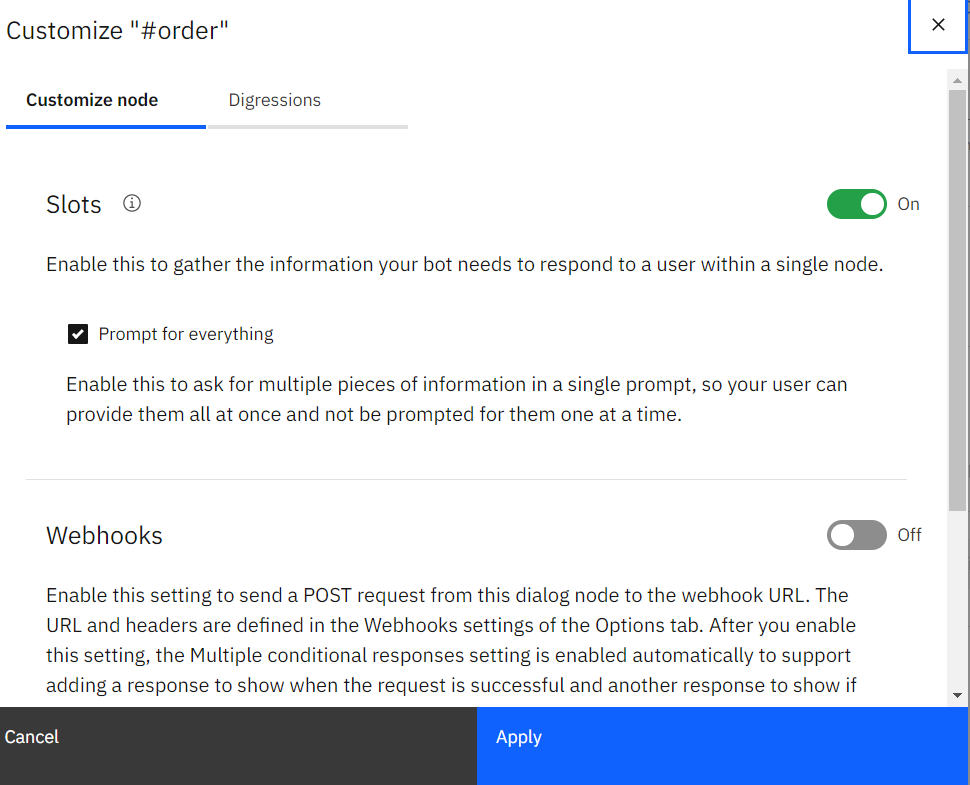 Customize "#order"
Customize node
Digressions
Slots
On
Enable this to gather the information your bot needs to respond to a user within a single node.
Prompt for everything
Enable this to ask for multiple pieces of information in a single prompt, so your user can
provide them all at once and not be prompted for them one at a time.
Webhooks
Off
Enable this setting to send a POST request from this dialog node to the webhook URL. The
URL and headers are defined in the Webhooks settings of the Options tab. After you enable
this setting, the Multiple conditional responses setting is enabled automatically to support
adding a response to show when the request is successful and another response to show if
Cancel
Apply